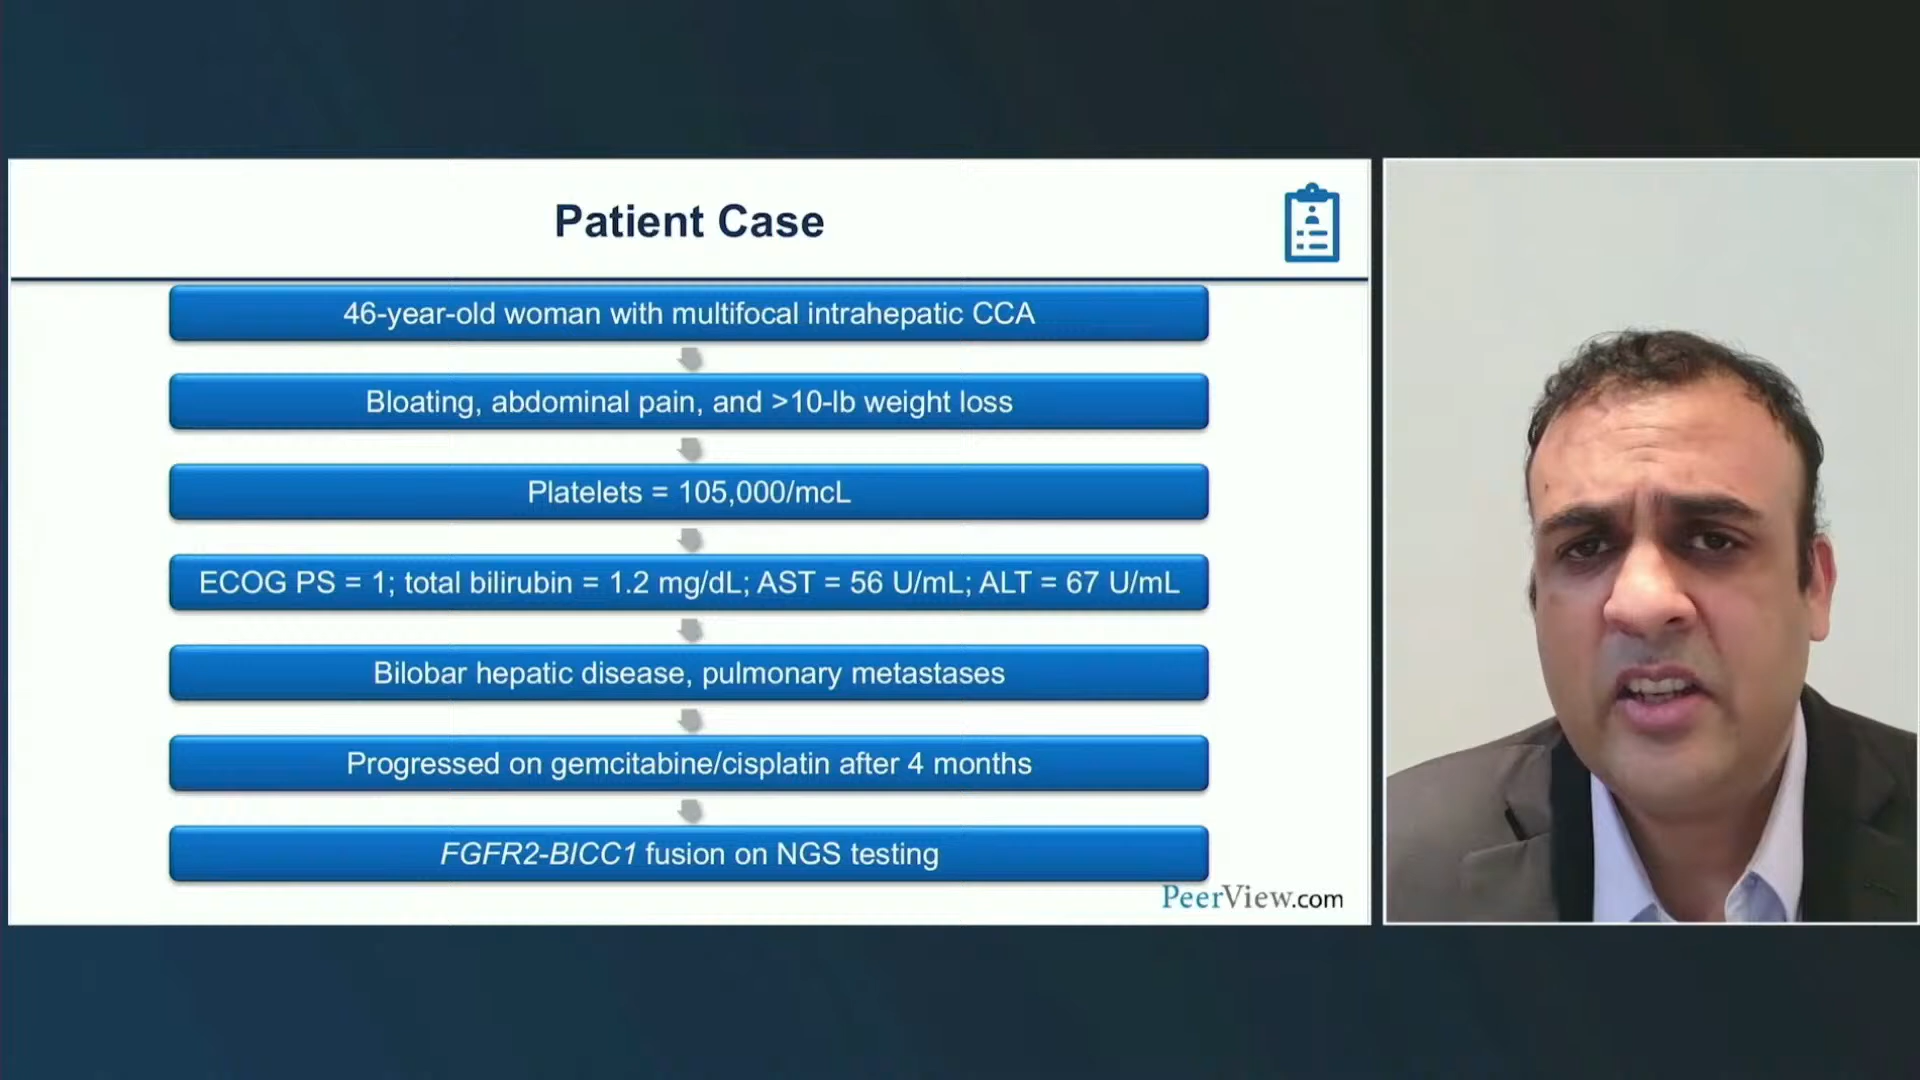 Patient Case
46-year-old woman with multifocal intrahepatic CCA
Bloating, abdominal pain, and >10-lb weight loss
Platelets = 105,000/mcL
ECOG PS = 1; total bilirubin = 1.2 mg/dL; AST = 56 U/mL; ALT = 67 U/mL
Bilobar hepatic disease, pulmonary metastases
Progressed on gemcitabine/cisplatin after 4 months
FGFR2-BICC1 fusion on NGS testing
PeerView.com